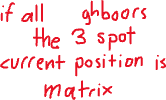 if all ghboors
the 3 spot
current position is
matrix